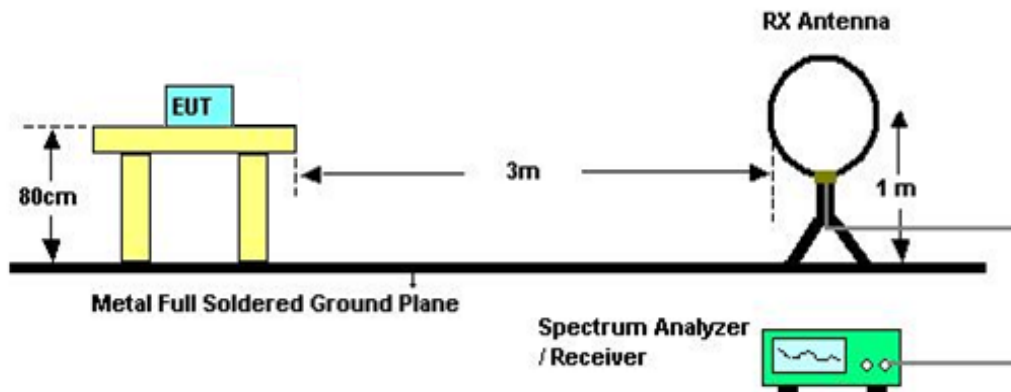 RX Antenna
EUT
80cm
3m
1 m
Metal Full Soldered Ground Plane
Spectrum Analyzer
/ Receiver